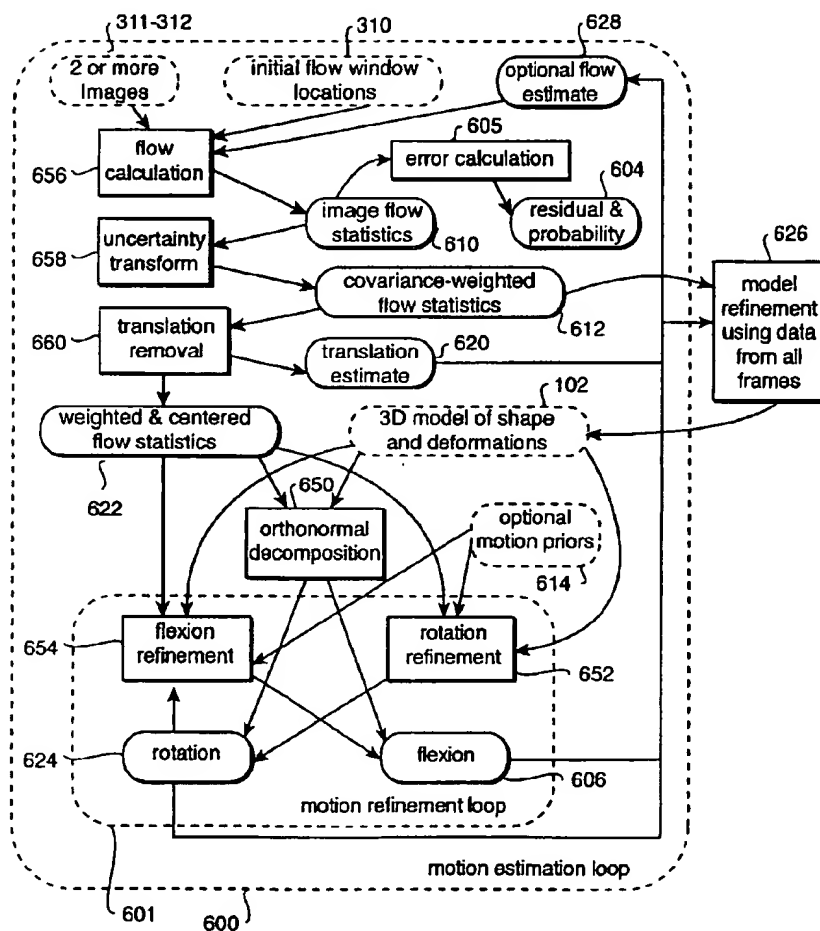 311-312
310
628
2 or more
Images
initial flow window
locations
optional flow
estimate
605
656
flow
calculation
error calculation
604
image flow
statistics
610
residual &
probability
658
uncertainty
transform
626
covariance-weighted
flow statistics
612
model
refinement
using data
from all
frames
660
translation
removal
translation
estimate
620
102
weighted & centered
flow statistics
622
3D model of shape
and deformations
650
orthonormal
decomposition
optional
motion priors
614
654
flexion
refinement
rotation
refinement
652
624
rotation
flexion
606
motion refinement loop
motion estimation loop
601
600